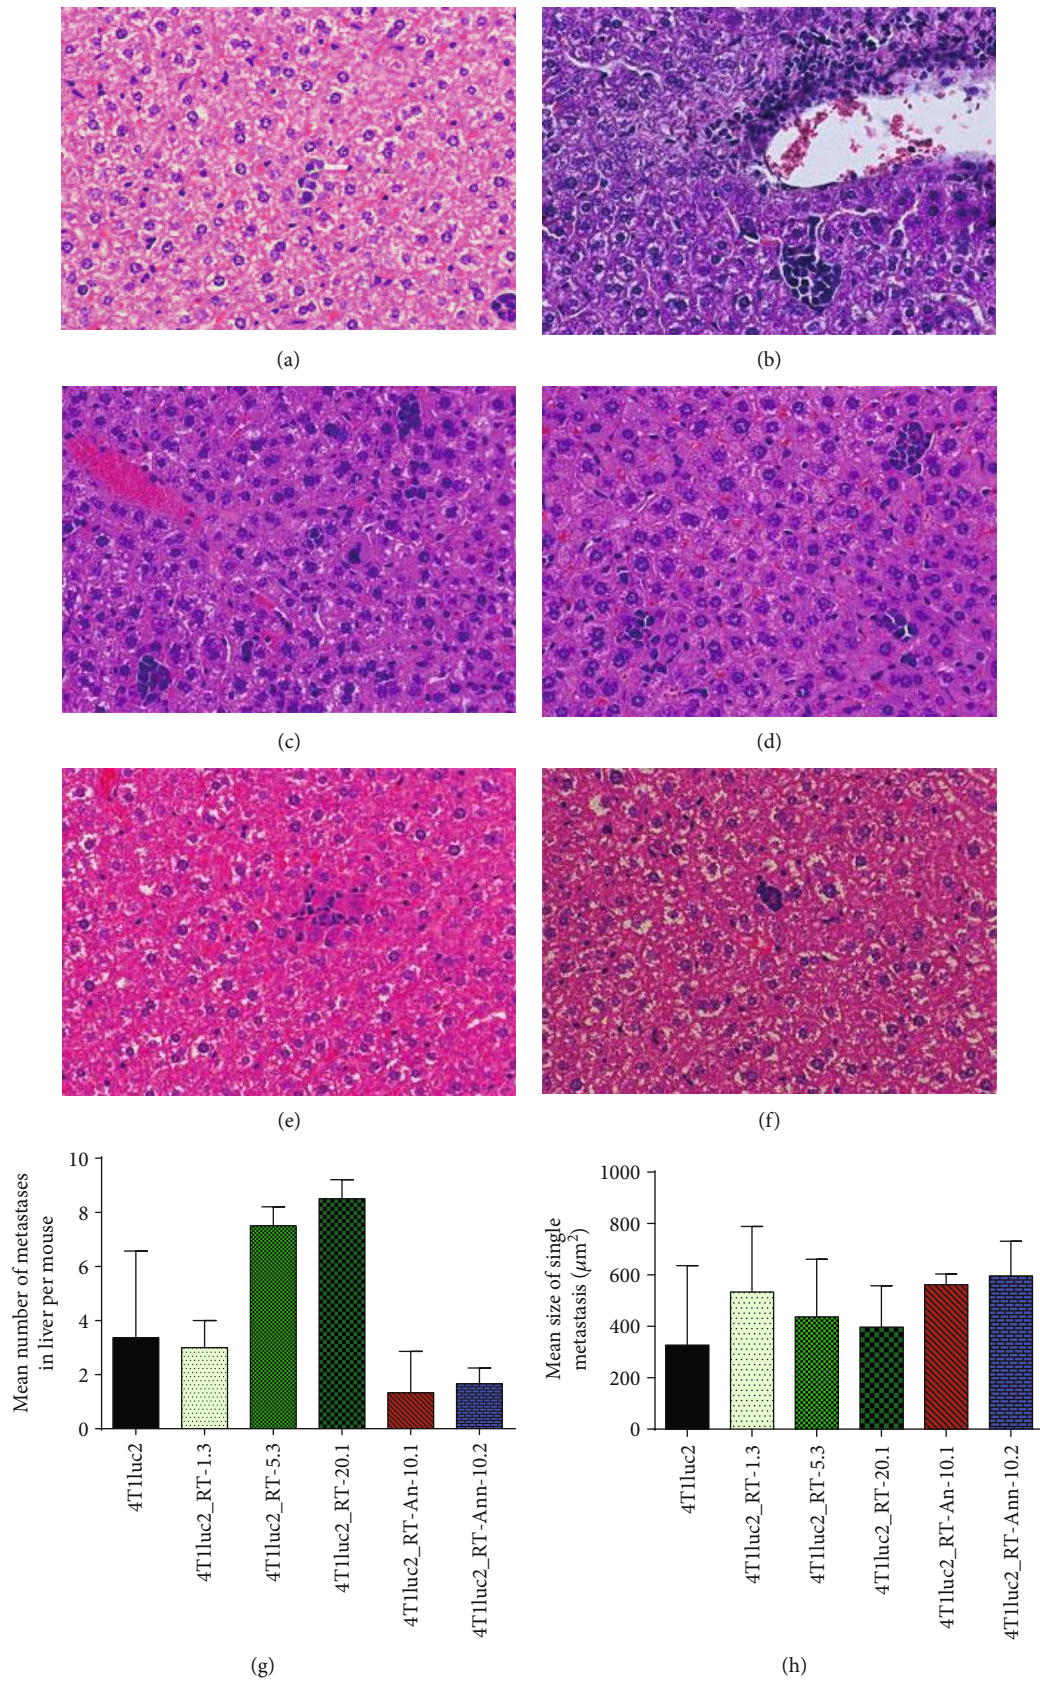 (a)
(b)
(c)
(d)
(e)
(f)
Mean number of metastases
in liver per mouse
10
8
6
4
2
0
4T1luc2
4T1luc2_RT-1.3
4T1luc2_RT-5.3
4T1luc2_RT-20.1
4T1luc2_RT-An-10.1
4T1luc2_RT-Ann-10.2
(g)
Mean size of single
metastasis (μm²)
1000
800
600
400
200
0
4T1luc2
4T1luc2_RT-1.3
4T1luc2_RT-5.3
4T1luc2_RT-20.1
4T1luc2_RT-An-10.1
4T1luc2_RT-Ann-10.2
(h)